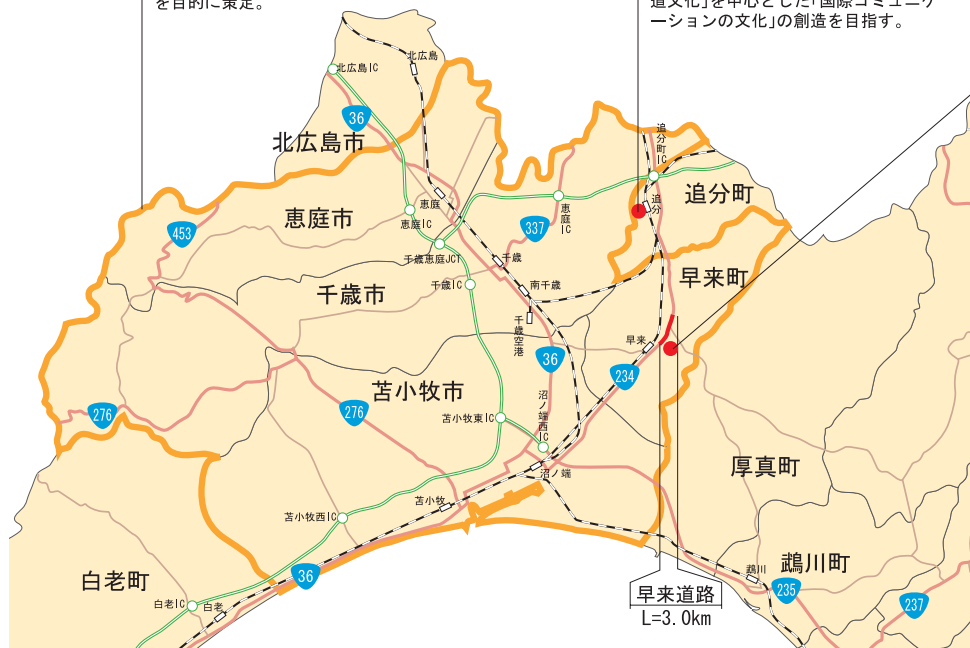 を目的に策定。
道文化」を中心とした「国際コミュニケ
ーションの文化」の創造を目指す。
北広島
北広島IC
36
北広島市
追分町IC
追分町
追分
恵庭
恵庭市
恵庭IC
453
337
恵庭IC
千歳恵庭JCT
千歳
早来町
千歳IC
南千歳
千歳市
千歳空港
早来
36
234
沼ノ端西IC
苫小牧市
276
276
苫小牧東IC
厚真町
沼ノ端
苫小牧
苫小牧西IC
鵡川町
鵡川
36
白老町
235
早来道路
L=3.0km
237
白老IC
白老